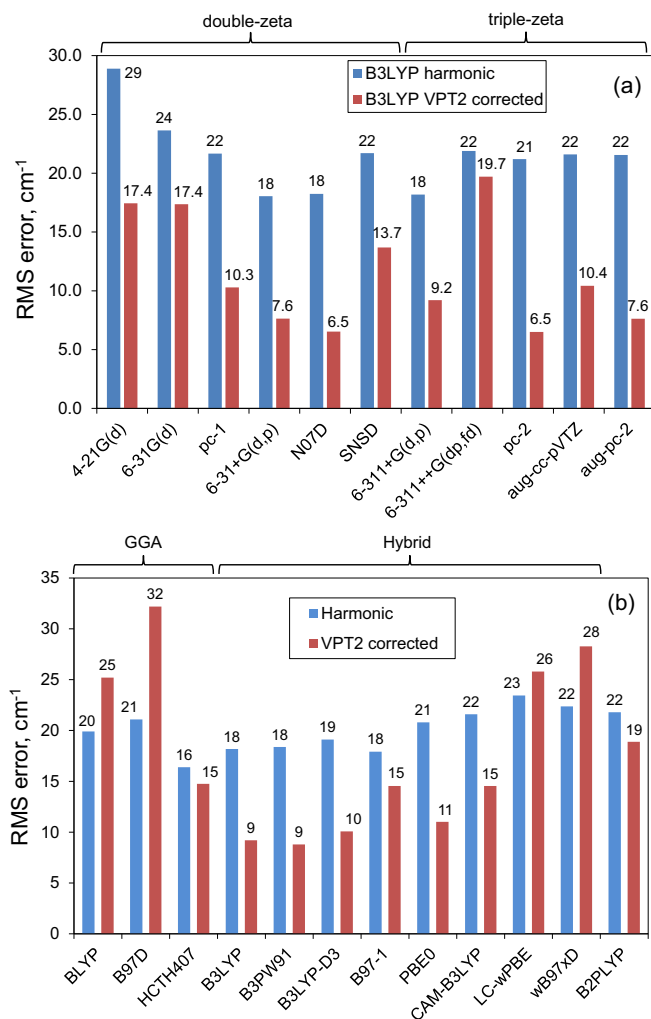 double-zeta triple-zeta
30.0
25.0
20.0
15.0
10.0
5.0
0.0
RMS error, cm-1
B3LYP harmonic
B3LYP VPT2 corrected
(a)
29 24 22 18 18 22 18 22 21 22 22
17.4 17.4 10.3 7.6 6.5 13.7 9.2 19.7 6.5 10.4 7.6
4-21G(d)
6-31G(d)
pc-1
6-31+G(d,p)
N07D
SNSD
6-311+G(d,p)
6-311++G(dp,fd)
pc-2
aug-cc-pVTZ
aug-pc-2
GGA Hybrid
35
30
25
20
15
10
5
0
RMS error, cm-1
Harmonic
VPT2 corrected
(b)
20 21 16 18 18 19 18 21 22 23 22 22
25 32 15 9 9 10 15 11 15 26 28 19
BLYP
B97D
HCTH407
B3LYP
B3PW91
B3LYP-D3
B97-1
PBE0
CAM-B3LYP
LC-wPBE
wB97xD
B2PLYP